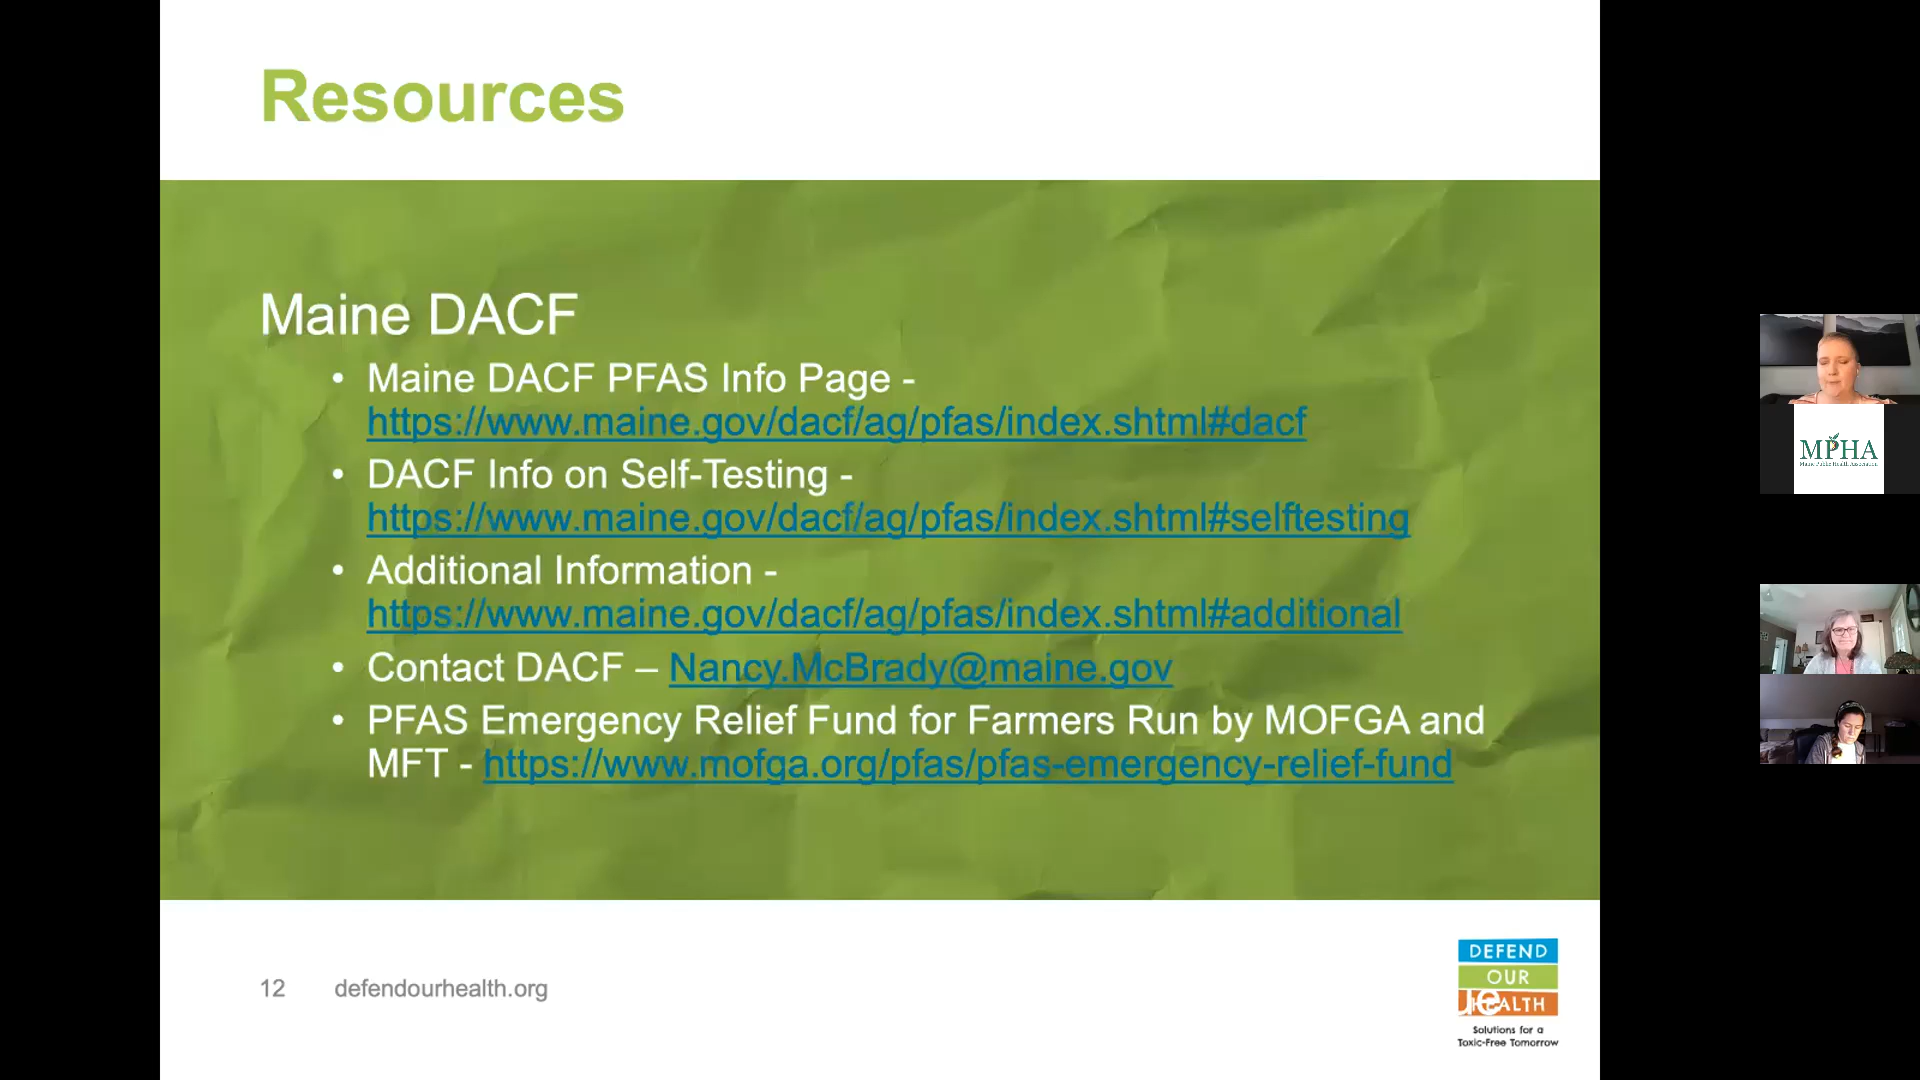 Resources
Maine DACF
• Maine DACF PFAS Info Page -
https://www.maine.gov/dacf/ag/pfas/index.shtml#dacf
• DACF Info on Self-Testing -
https://www.maine.gov/dacf/ag/pfas/index.shtml#selftesting
• Additional Information -
https://www.maine.gov/dacf/ag/pfas/index.shtml#additional
• Contact DACF – Nancy.McBrady@maine.gov
• PFAS Emergency Relief Fund for Farmers Run by MOFGA and
MFT - https://www.mofga.org/pfas/pfas-emergency-relief-fund
12 defendourhealth.org
DEFEND
OUR
HEALTH
Solutions for a
Toxic-Free Tomorrow
MPHA
Maine Public Health Association